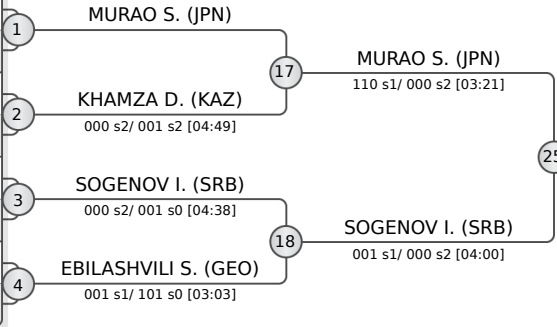 MURAO S. (JPN)
1
17
MURAO S. (JPN)
110 s1/ 000 s2 [03:21]
KHAMZA D. (KAZ)
2
000 s2/ 001 s2 [04:49]
25
SOGENOV I. (SRB)
3
000 s2/ 001 s0 [04:38]
18
SOGENOV I. (SRB)
001 s1/ 000 s2 [04:00]
EBILASHVILI S. (GEO)
4
001 s1/ 101 s0 [03:03]